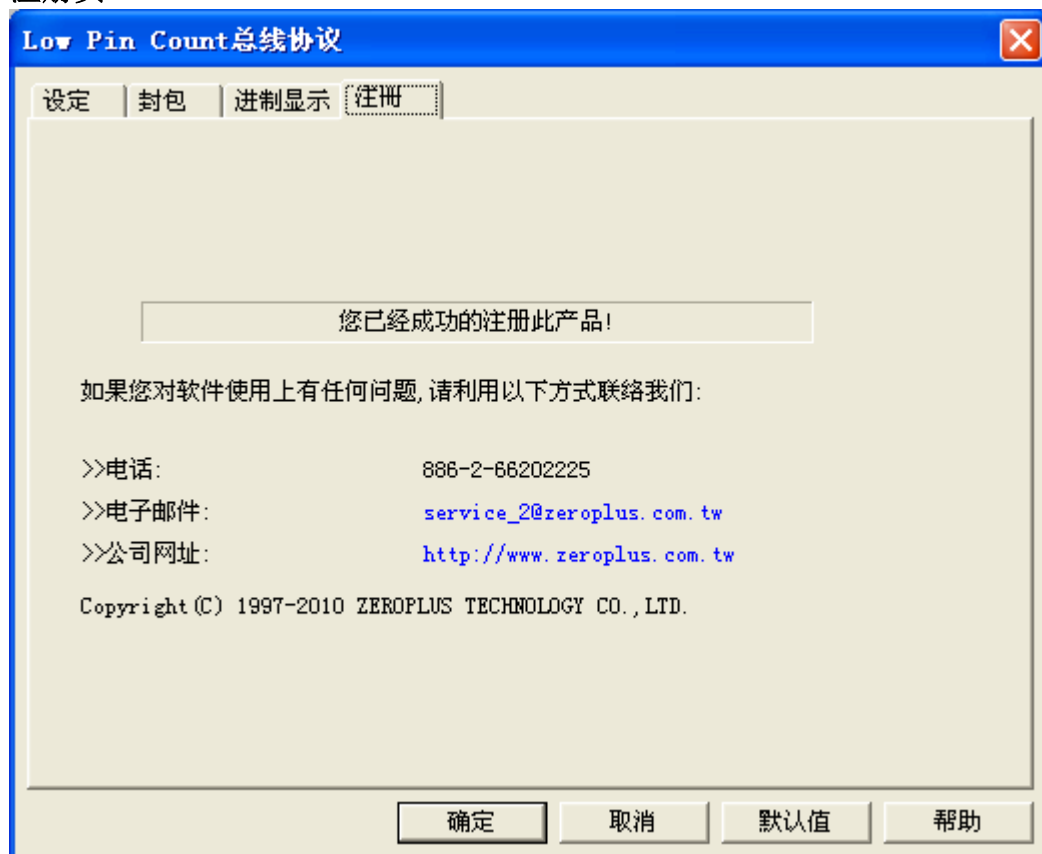 Low Pin Count总线协议
设定 封包 进制显示 注册
您已经成功的注册此产品!
如果您对软件使用上有任何问题,请利用以下方式联络我们:
>>电话: 886-2-66202225
>>电子邮件: service_2@zeroplus.com.tw
>>公司网址: http://www.zeroplus.com.tw
Copyright(C) 1997-2010 ZEROPLUS TECHNOLOGY CO.,LTD.
确定 取消 默认值 帮助